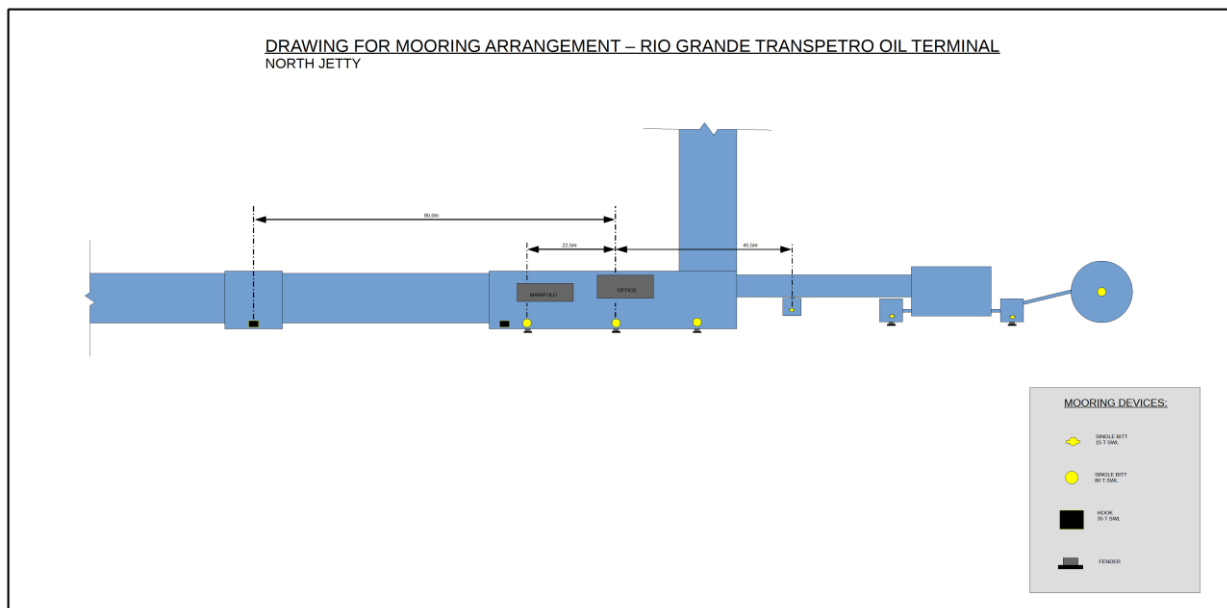 DRAWING FOR MOORING ARRANGEMENT – RIO GRANDE TRANSPETRO OIL TERMINAL
NORTH JETTY
90,0m
22,5m
45,5m
MANIFOLD
OFFICE
MOORING DEVICES:
SINGLE BITT
15 T SWL
SINGLE BITT
80 T SWL
HOOK
35 T SWL
FENDER